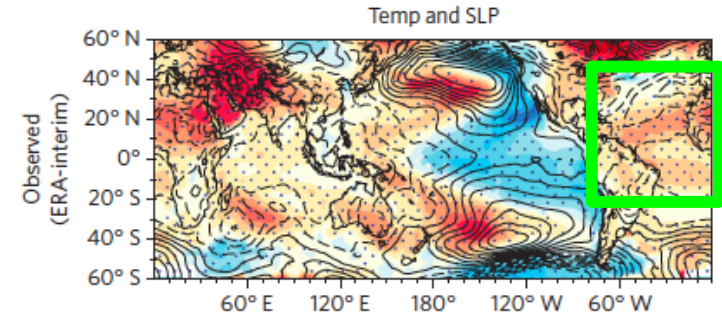 Temp and SLP
Observed
(ERA-interim)
60° N
40° N
20° N
0°
20° S
40° S
60° S
60° E 120° E 180° 120° W 60° W